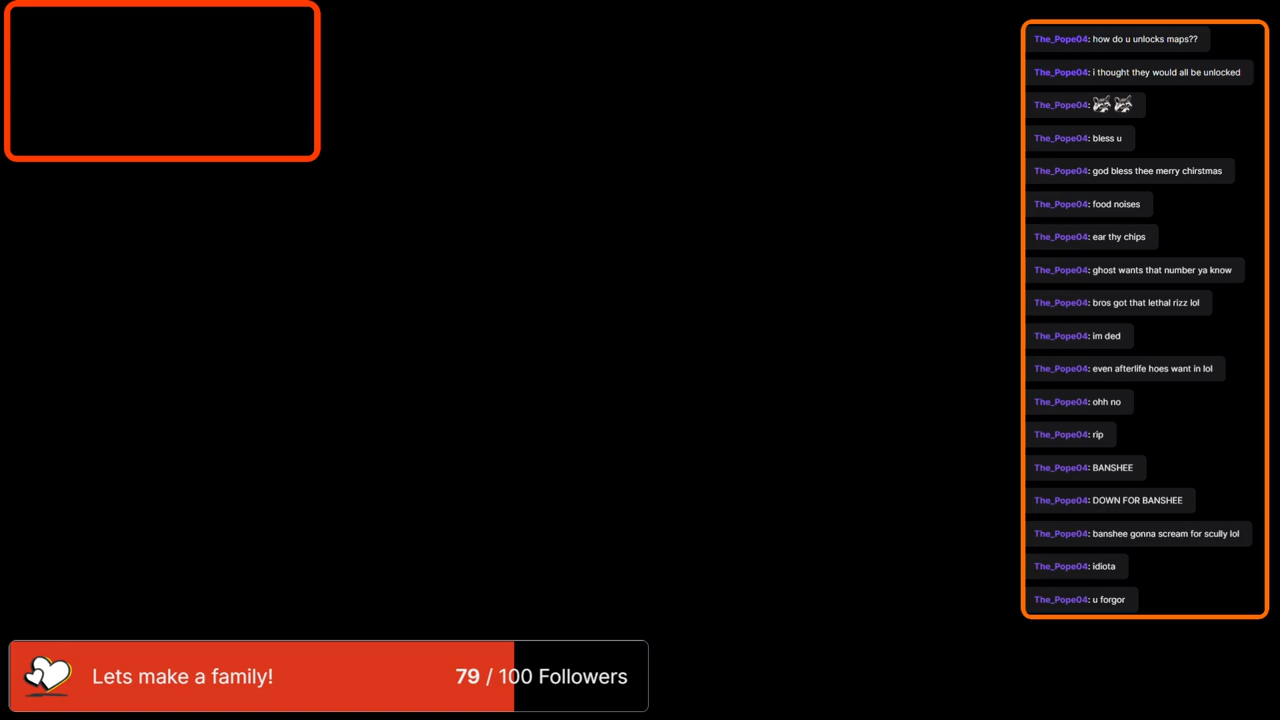 The_Pope04: how do u unlocks maps??
The_Pope04: i thought they would all be unlocked
The_Pope04:
The_Pope04: bless u
The_Pope04: god bless thee merry chirstmas
The_Pope04: food noises
The_Pope04: ear thy chips
The_Pope04: ghost wants that number ya know
The_Pope04: bros got that lethal rizz lol
The_Pope04: im ded
The_Pope04: even afterlife hoes want in lol
The_Pope04: ohh no
The_Pope04: rip
The_Pope04: BANSHEE
The_Pope04: DOWN FOR BANSHEE
The_Pope04: banshee gonna scream for scully lol
The_Pope04: idiota
The_Pope04: u forgor
Lets make a family! 79 / 100 Followers